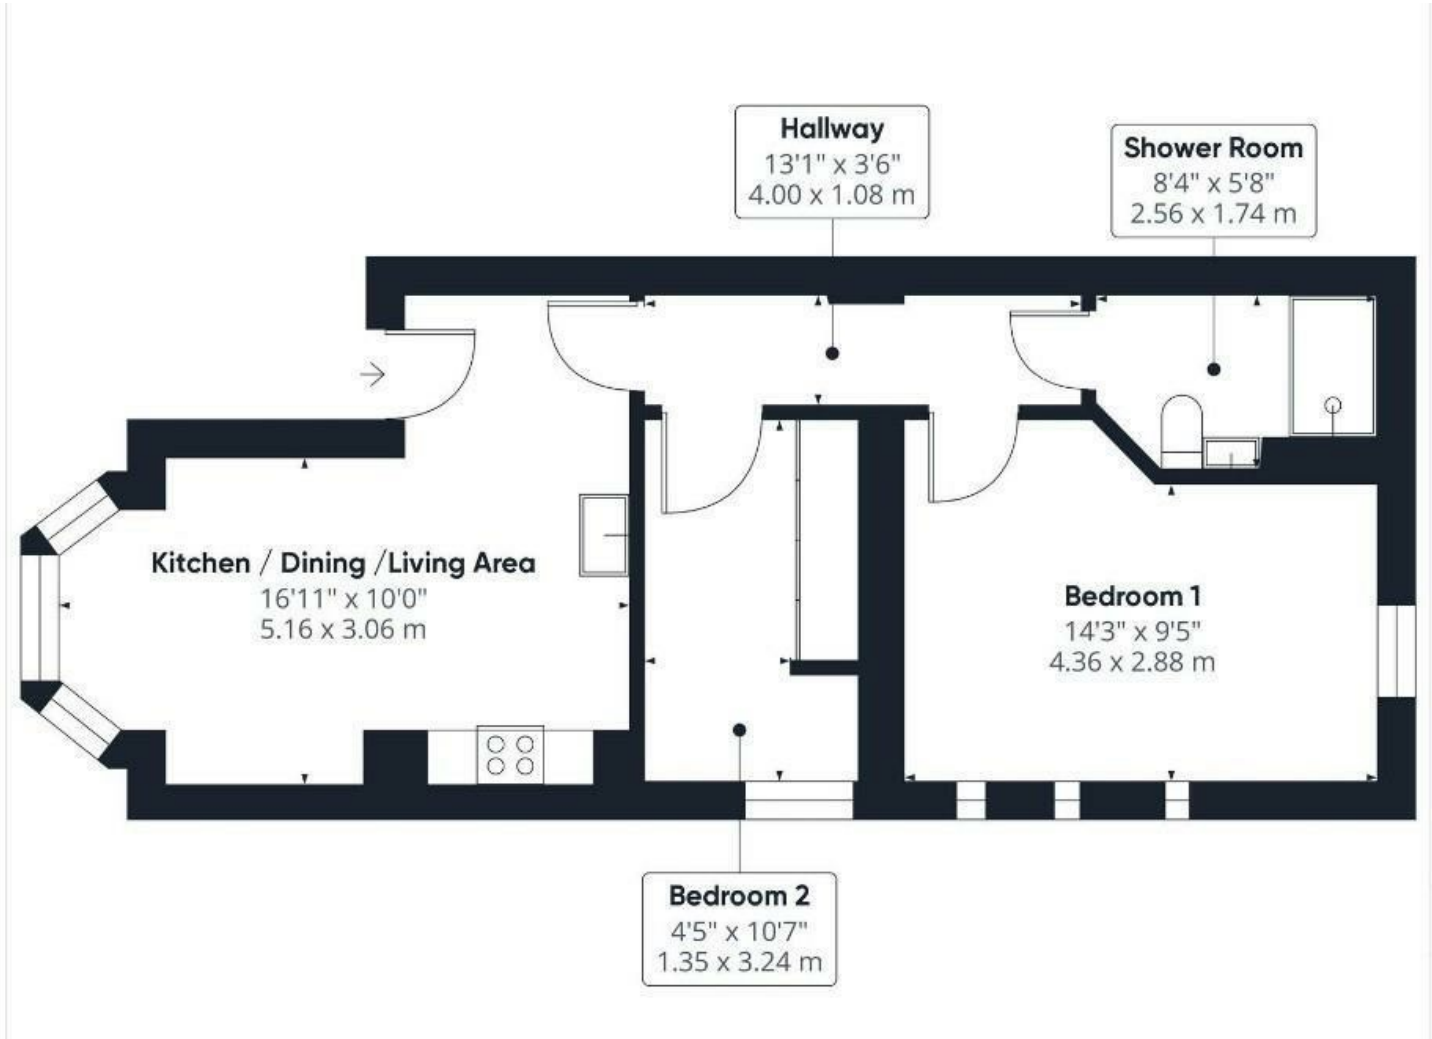 Hallway
13'1" x 3'6"
4.00 x 1.08 m
Shower Room
8'4" x 5'8"
2.56 x 1.74 m
Kitchen / Dining /Living Area
16'11" x 10'0"
5.16 x 3.06 m
Bedroom 1
14'3" x 9'5"
4.36 x 2.88 m
Bedroom 2
4'5" x 10'7"
1.35 x 3.24 m